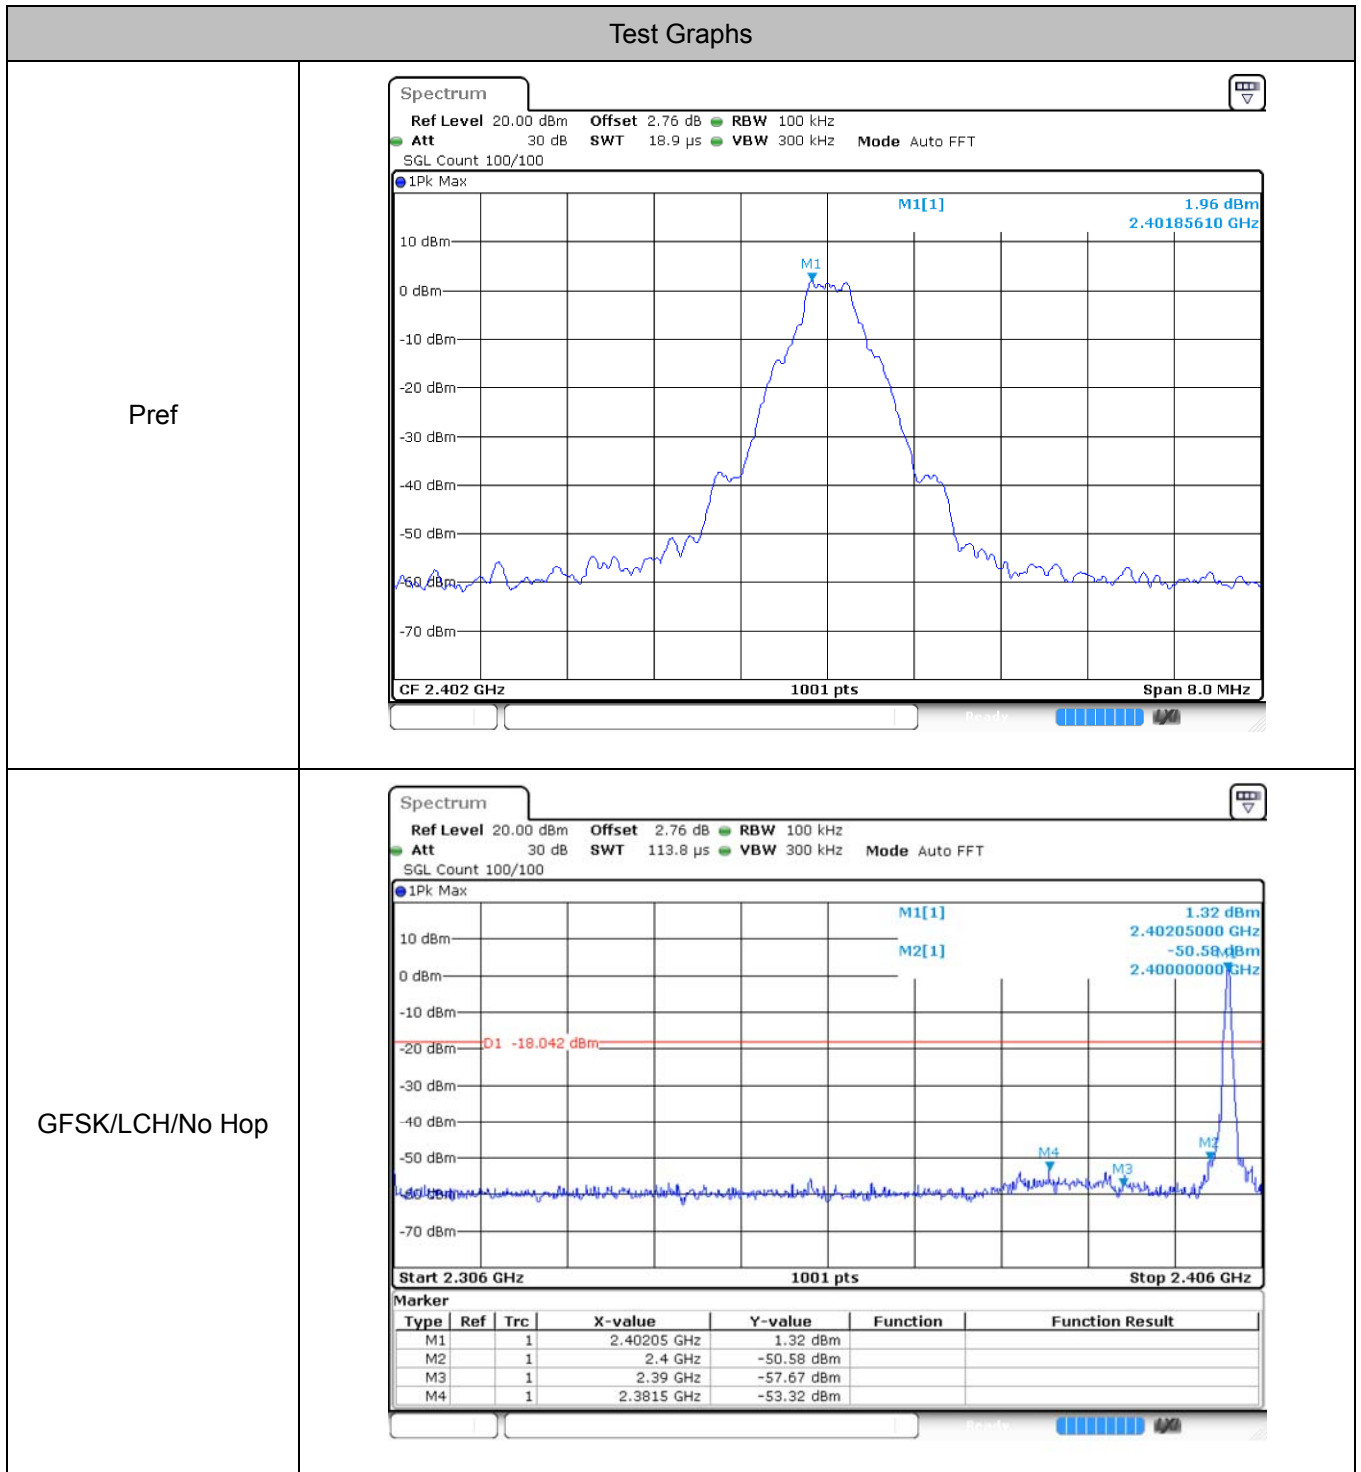 Test Graphs
Pref
Spectrum
Ref Level 20.00 dBm Offset 2.76 dB RBW 100 kHz
Att 30 dB SWT 18.9 µs VBW 300 kHz Mode Auto FFT
SGL Count 100/100
1Pk Max
M1[1] 1.96 dBm
2.40185610 GHz
10 dBm
M1
0 dBm
-10 dBm
-20 dBm
-30 dBm
-40 dBm
-50 dBm
-60 dBm
-70 dBm
CF 2.402 GHz 1001 pts Span 8.0 MHz
Ready
GFSK/LCH/No Hop
Spectrum
Ref Level 20.00 dBm Offset 2.76 dB RBW 100 kHz
Att 30 dB SWT 113.8 µs VBW 300 kHz Mode Auto FFT
SGL Count 100/100
1Pk Max
M1[1] 1.32 dBm
2.40205000 GHz
10 dBm
M2[1] -50.58 dBm
M1
0 dBm 2.40000000 GHz
-10 dBm
D1 -18.042 dBm
-20 dBm
-30 dBm
-40 dBm
M2
M4
-50 dBm
M3
-60 dBm
-70 dBm
Start 2.306 GHz 1001 pts Stop 2.406 GHz
Marker
Type Ref Trc X-value Y-value Function Function Result
M1 1 2.40205 GHz 1.32 dBm
M2 1 2.4 GHz -50.58 dBm
M3 1 2.39 GHz -57.67 dBm
M4 1 2.3815 GHz -53.32 dBm
Ready